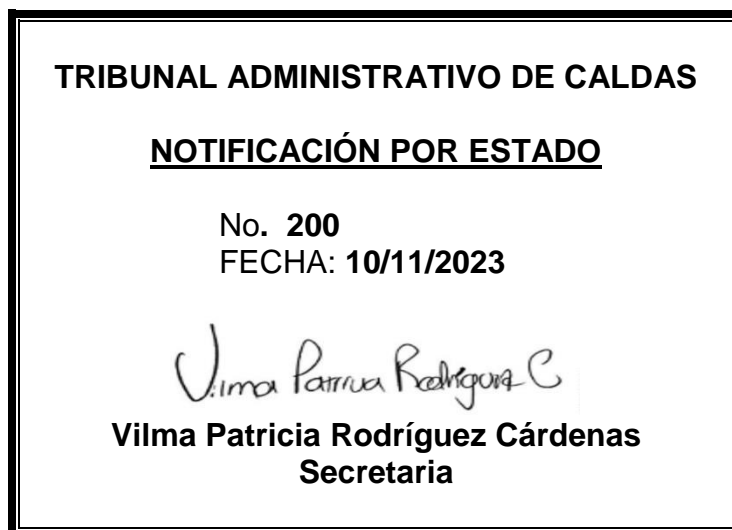 TRIBUNAL ADMINISTRATIVO DE CALDAS
NOTIFICACIÓN POR ESTADO
No. 200
FECHA: 10/11/2023
Vilma Patricia Rodríguez C
Vilma Patricia Rodríguez Cárdenas
Secretaria